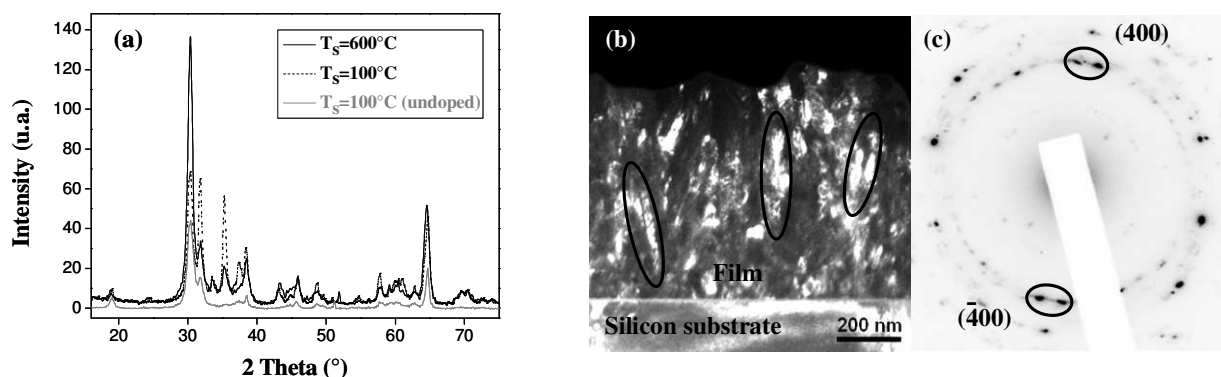 (a)
Intensity (u.a.)
140
120
100
80
60
40
20
0
20 30 40 50 60 70
2 Theta (°)
T_S=600°C
T_S=100°C
T_S=100°C (undoped)
(b)
Film
Silicon substrate
200 nm
(c)
(400)
(4̄00)